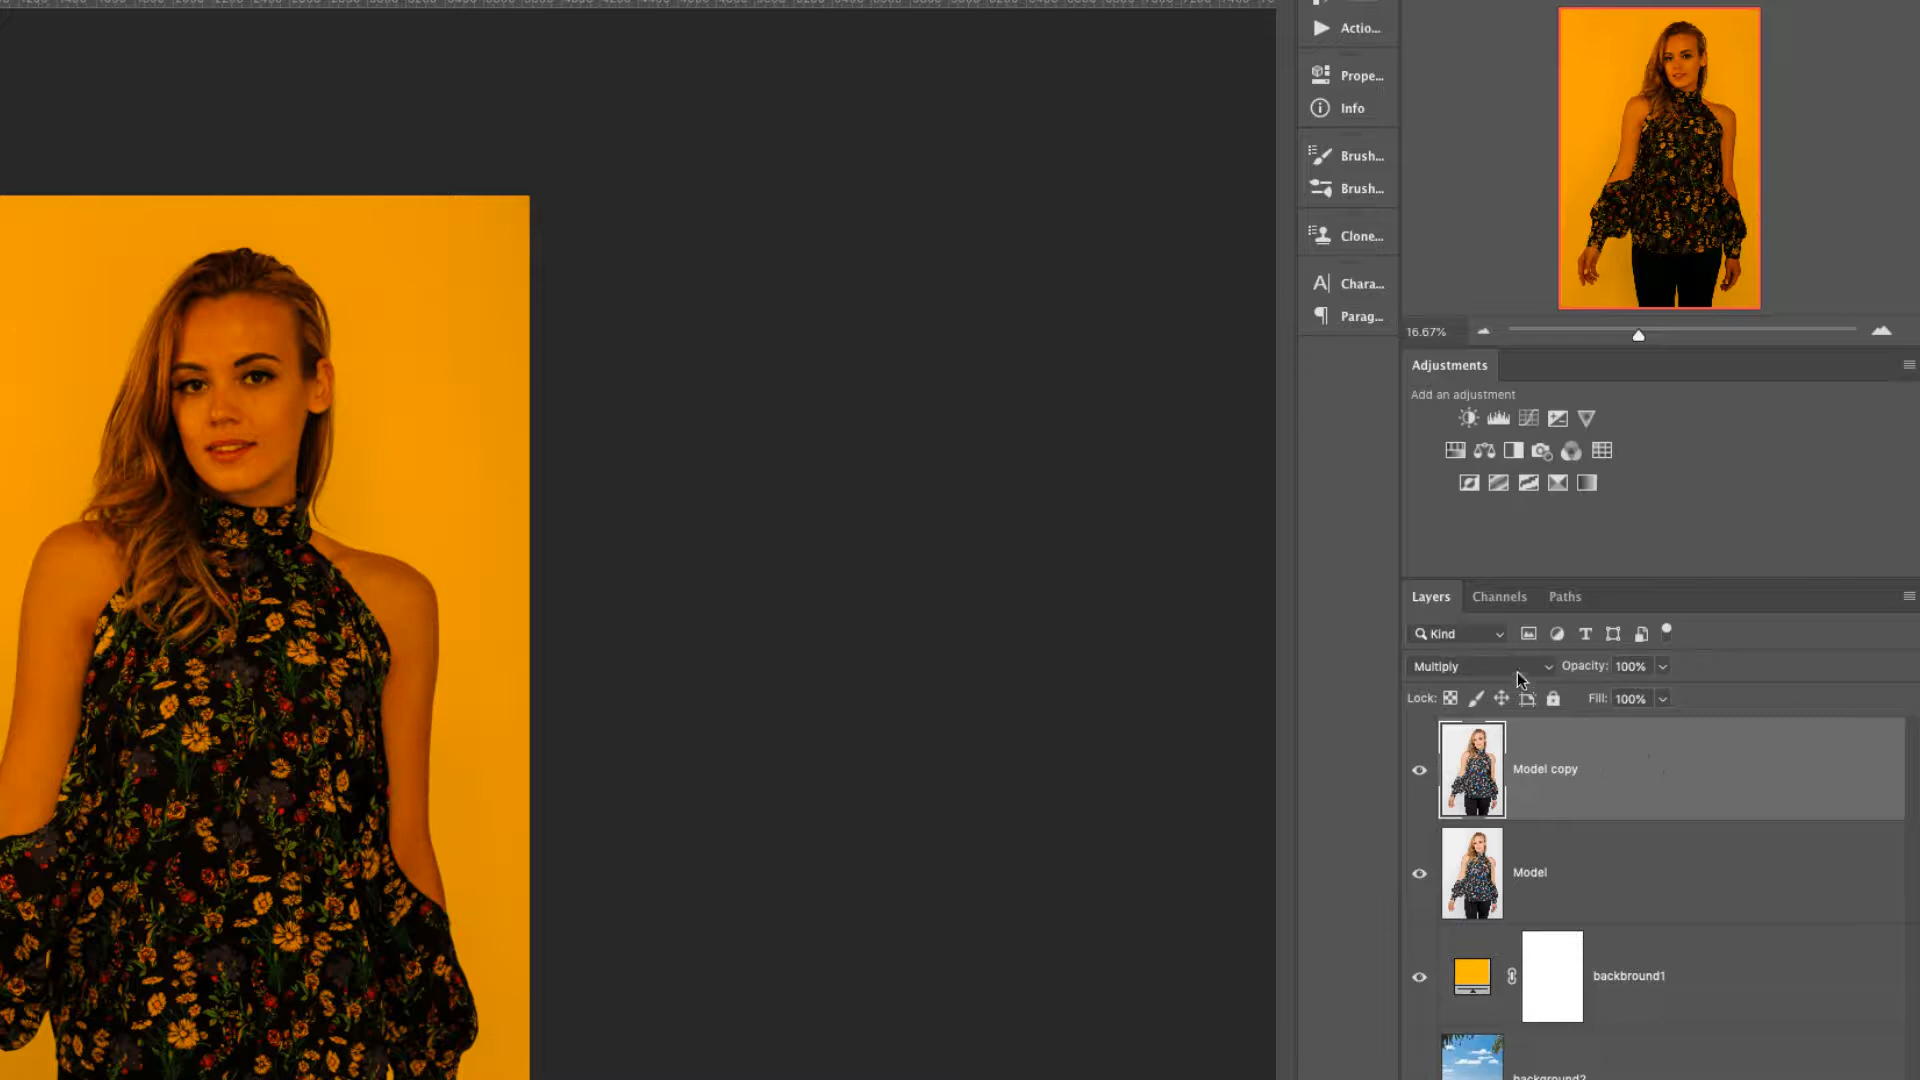 Actio...
Prope...
Info
Brush...
Brush...
Clone...
Chara...
Parag...
16.67%
Adjustments
Add an adjustment
Layers Channels Paths
Kind
Multiply Opacity: 100%
Lock: Fill: 100%
Model copy
Model
backbround1
background2